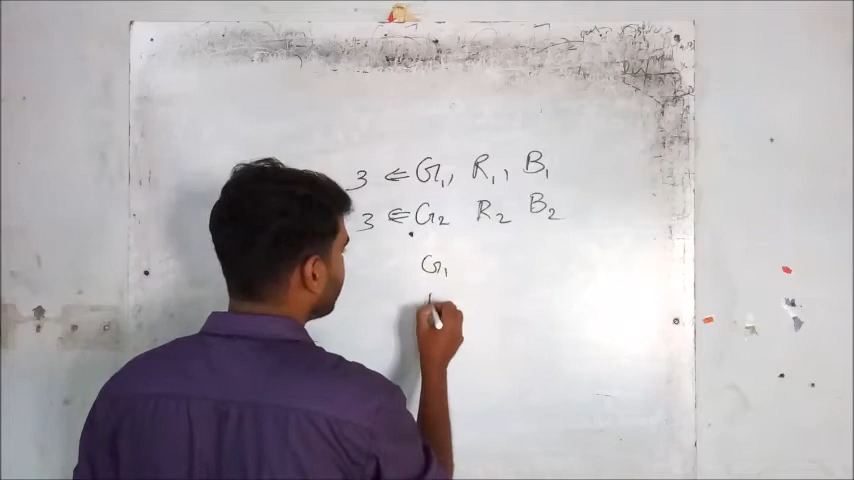 3 ⇐ G1, R1, B1
3 ⇐ G2 R2 B2
G1